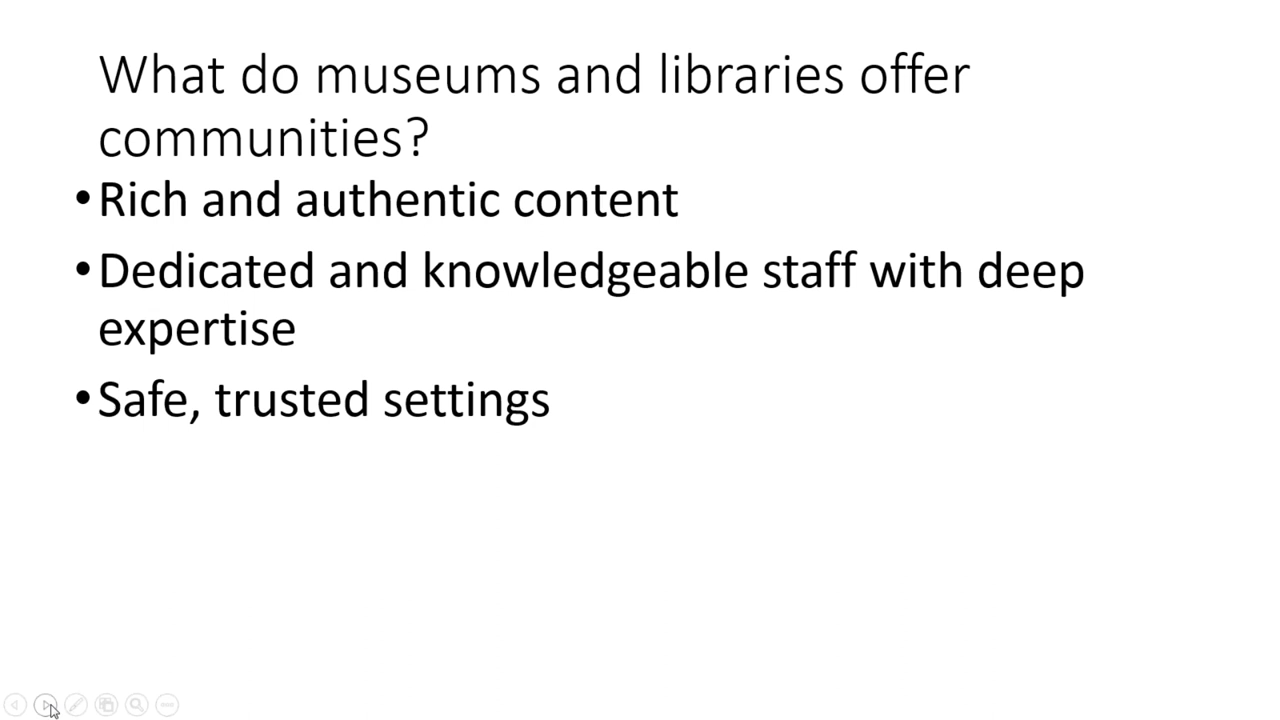 What do museums and libraries offer
communities?
•Rich and authentic content
•Dedicated and knowledgeable staff with deep
expertise
•Safe, trusted settings